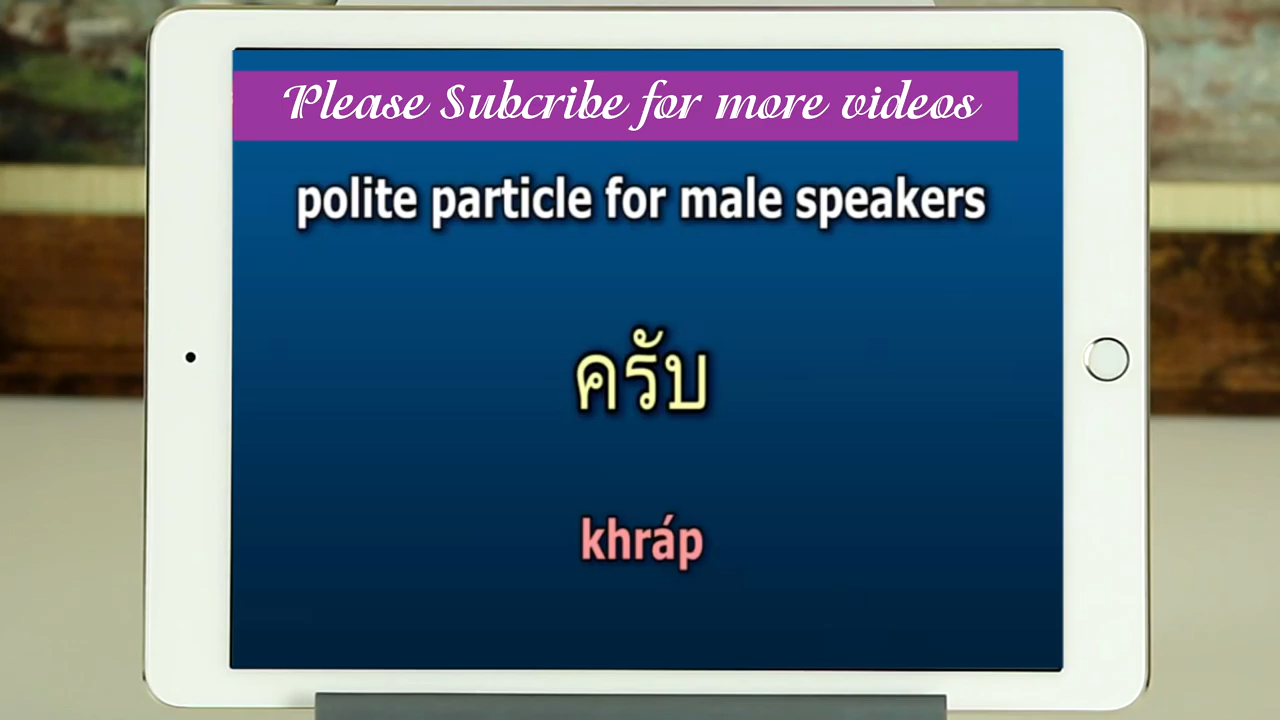 Please Subcribe for more videos
polite particle for male speakers
ครับ
khráp